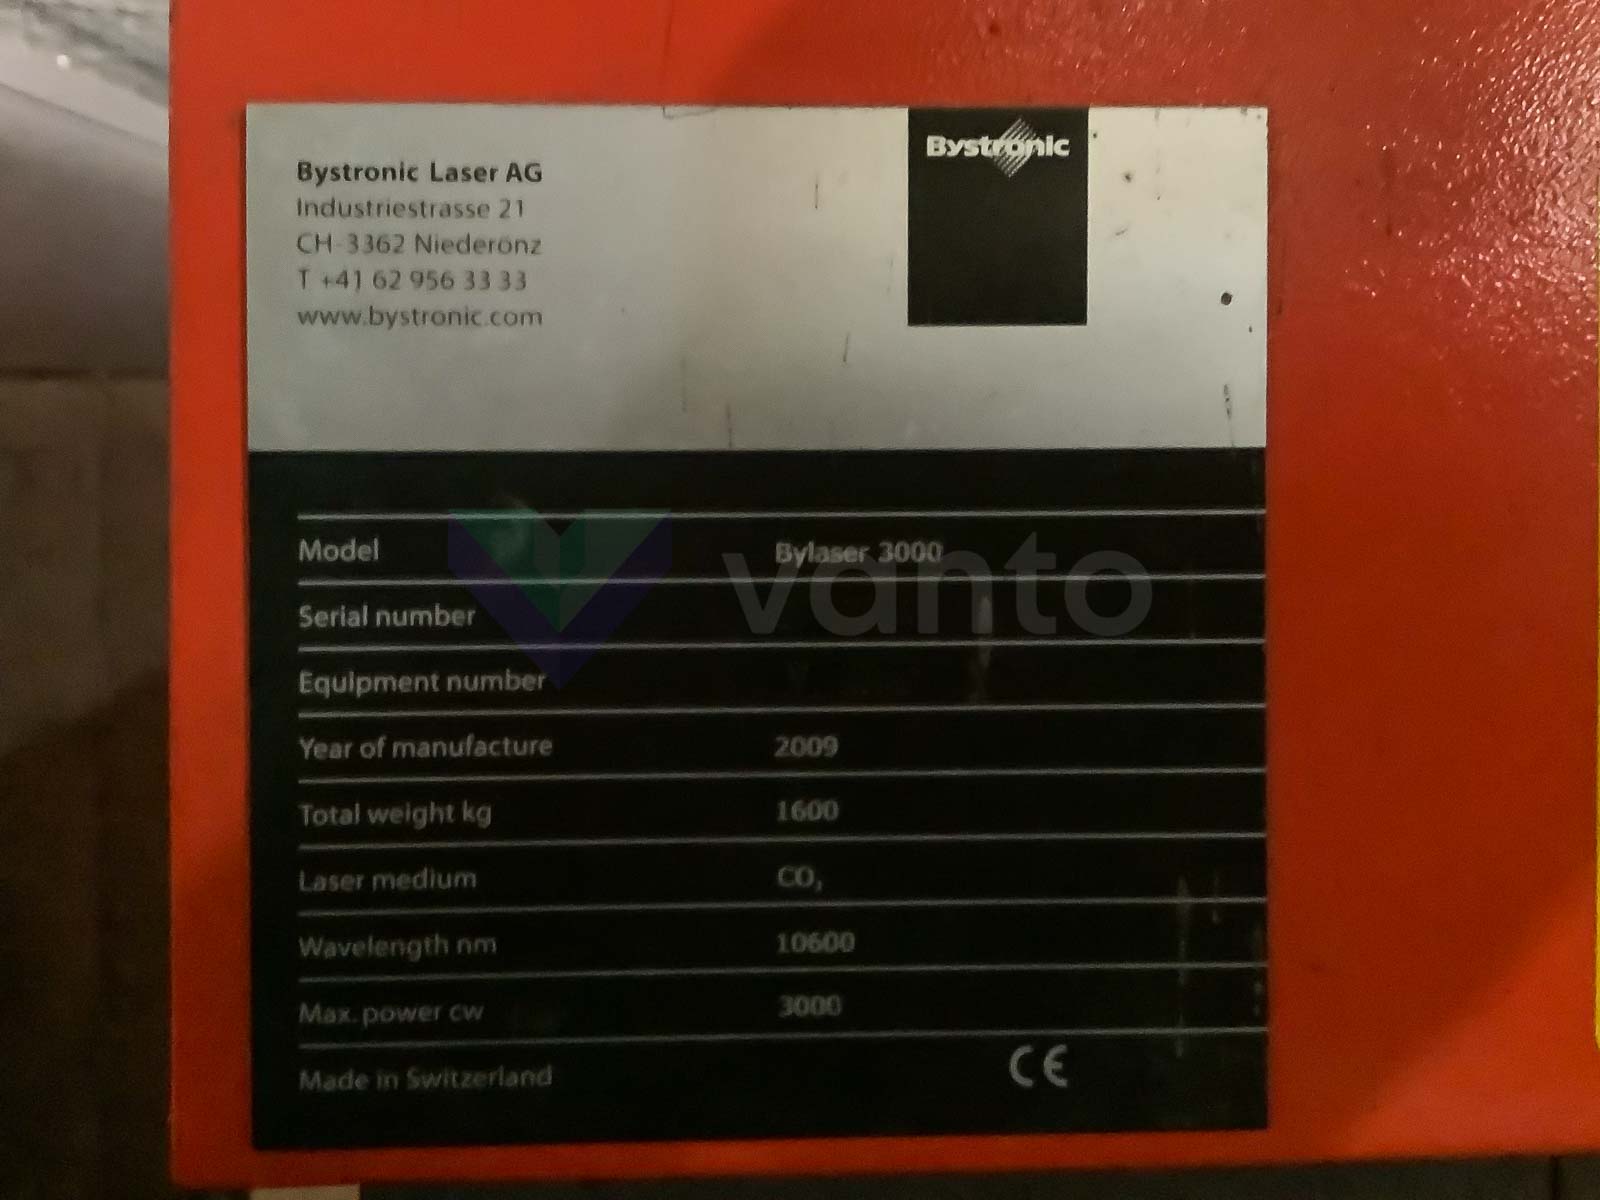 Bystronic Laser AG
Industriestrasse 21
CH-3362 Niederönz
T +41 62 956 33 33
www.bystronic.com
Bystronic
Model Bylaser 3000
vanto
Serial number
Equipment number
Year of manufacture 2009
Total weight kg 1600
Laser medium CO₂
Wavelength nm 10600
Max. power cw 3000
Made in Switzerland CE